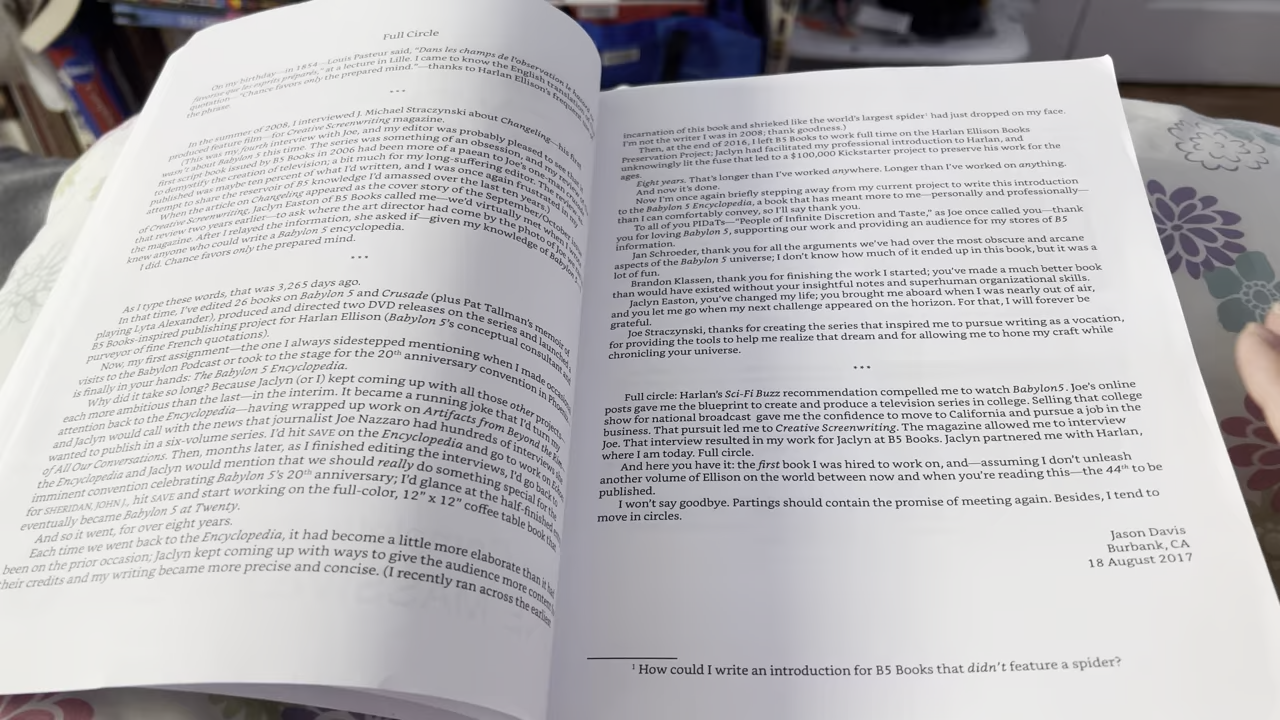 Full Circle
On my birthday—in 1854—Louis Pasteur said, "Dans les champs de l'observation le
favorise que les esprits préparés," at a lecture in Lille. I came to know the English translation
quotation—"Chance favors only the prepared mind."—thanks to Harlan Ellison's frequent
the phrase.
• • •
In the summer of 2008, I interviewed J. Michael Straczynski about Changeling—his first
produced feature film—for Creative Screenwriting magazine.
(This was my fourth interview with Joe, and my editor was probably pleased to see that it
wasn't about Babylon 5 this time. The series was something of an obsession, and my review
first script book issued by B5 Books in 2006 had been more of a paean to Joe's one-man
to demystify the creation of television; a bit much for my long-suffering editor. The
published was maybe ten percent of what I'd written, and I was once again frustrated in my
attempt to share the reservoir of B5 knowledge I'd amassed over the last ten years.)
When the article on Changeling appeared as the cover story of the September/October
of Creative Screenwriting, Jaclyn Easton of B5 Books called me—we'd virtually met when I wrote
that review two years earlier—to ask where the art director had come by the photo of Joe
the magazine. After I relayed the information, she asked if—given my knowledge of Babylon 5—
knew anyone who could write a Babylon 5 encyclopedia.
I did. Chance favors only the prepared mind.
• • •
As I type these words, that was 3,265 days ago.
In that time, I've edited 26 books on Babylon 5 and Crusade (plus Pat Tallman's memoir of
playing Lyta Alexander), produced and directed two DVD releases on the series and launched a
B5 Books-inspired publishing project for Harlan Ellison (Babylon 5's conceptual consultant and
purveyor of fine French quotations).
Now, my first assignment—the one I always sidestepped mentioning when I made occasional
visits to the Babylon Podcast or took to the stage for the 20th anniversary convention in Phoenix—
is finally in your hands: The Babylon 5 Encyclopedia.
Why did it take so long? Because Jaclyn (or I) kept coming up with all those other projects—
each more ambitious than the last—in the interim. It became a running joke that I'd turn my
attention back to the Encyclopedia—having wrapped up work on Artifacts from Beyond the Rim—
and Jaclyn would call with the news that journalist Joe Nazzaro had hundreds of interviews he
wanted to publish in a six-volume series. I'd hit SAVE on the Encyclopedia and go to work on Echoes
of All Our Conversations. Then, months later, as I finished editing the interviews, I'd go back to
the Encyclopedia and Jaclyn would mention that we should really do something special for the
imminent convention celebrating Babylon 5's 20th anniversary; I'd glance at the half-finished
for SHERIDAN, JOHN J., hit SAVE and start working on the full-color, 12" x 12" coffee table book that
eventually became Babylon 5 at Twenty.
And so it went, for over eight years.
Each time we went back to the Encyclopedia, it had become a little more elaborate than it had
been on the prior occasion; Jaclyn kept coming up with ways to give the audience more content
their credits and my writing became more precise and concise. (I recently ran across the earliest
incarnation of this book and shrieked like the world's largest spider¹ had just dropped on my face.
I'm not the writer I was in 2008; thank goodness.)
Then, at the end of 2016, I left B5 Books to work full time on the Harlan Ellison Books
Preservation Project; Jaclyn had facilitated my professional introduction to Harlan, and
unknowingly lit the fuse that led to a $100,000 Kickstarter project to preserve his work for the
ages.
Eight years. That's longer than I've worked anywhere. Longer than I've worked on anything.
And now it's done.
Now I'm once again briefly stepping away from my current project to write this introduction
to the Babylon 5 Encyclopedia, a book that has meant more to me—personally and professionally—
than I can comfortably convey, so I'll say thank you.
To all of you PIDaTs—"People of Infinite Discretion and Taste," as Joe once called you—thank
you for loving Babylon 5, supporting our work and providing an audience for my stores of B5
information.
Jan Schroeder, thank you for all the arguments we've had over the most obscure and arcane
aspects of the Babylon 5 universe; I don't know how much of it ended up in this book, but it was a
lot of fun.
Brandon Klassen, thank you for finishing the work I started; you've made a much better book
than would have existed without your insightful notes and superhuman organizational skills.
Jaclyn Easton, you've changed my life; you brought me aboard when I was nearly out of air,
and you let me go when my next challenge appeared on the horizon. For that, I will forever be
grateful.
Joe Straczynski, thanks for creating the series that inspired me to pursue writing as a vocation,
for providing the tools to help me realize that dream and for allowing me to hone my craft while
chronicling your universe.
• • •
Full circle: Harlan's Sci-Fi Buzz recommendation compelled me to watch Babylon5. Joe's online
posts gave me the blueprint to create and produce a television series in college. Selling that college
show for national broadcast gave me the confidence to move to California and pursue a job in the
business. That pursuit led me to Creative Screenwriting. The magazine allowed me to interview
Joe. That interview resulted in my work for Jaclyn at B5 Books. Jaclyn partnered me with Harlan,
where I am today. Full circle.
And here you have it: the first book I was hired to work on, and—assuming I don't unleash
another volume of Ellison on the world between now and when you're reading this—the 44th to be
published.
I won't say goodbye. Partings should contain the promise of meeting again. Besides, I tend to
move in circles.
Jason Davis
Burbank, CA
18 August 2017
¹ How could I write an introduction for B5 Books that didn't feature a spider?